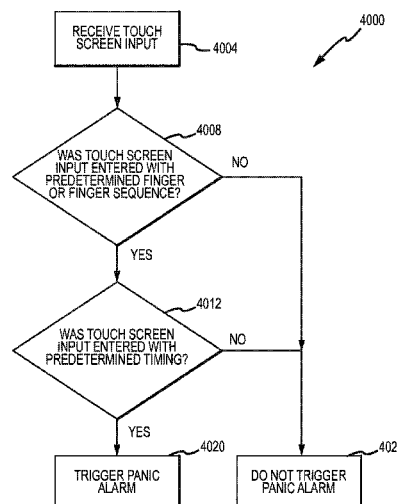 RECEIVE TOUCH
SCREEN INPUT
4004
4000
4008
WAS TOUCH SCREEN
INPUT ENTERED WITH
PREDETERMINED FINGER
OR FINGER SEQUENCE?
NO
YES
4012
WAS TOUCH SCREEN
INPUT ENTERED WITH
PREDETERMINED TIMING?
NO
YES
4020
TRIGGER PANIC
ALARM
402
DO NOT TRIGGER
PANIC ALARM